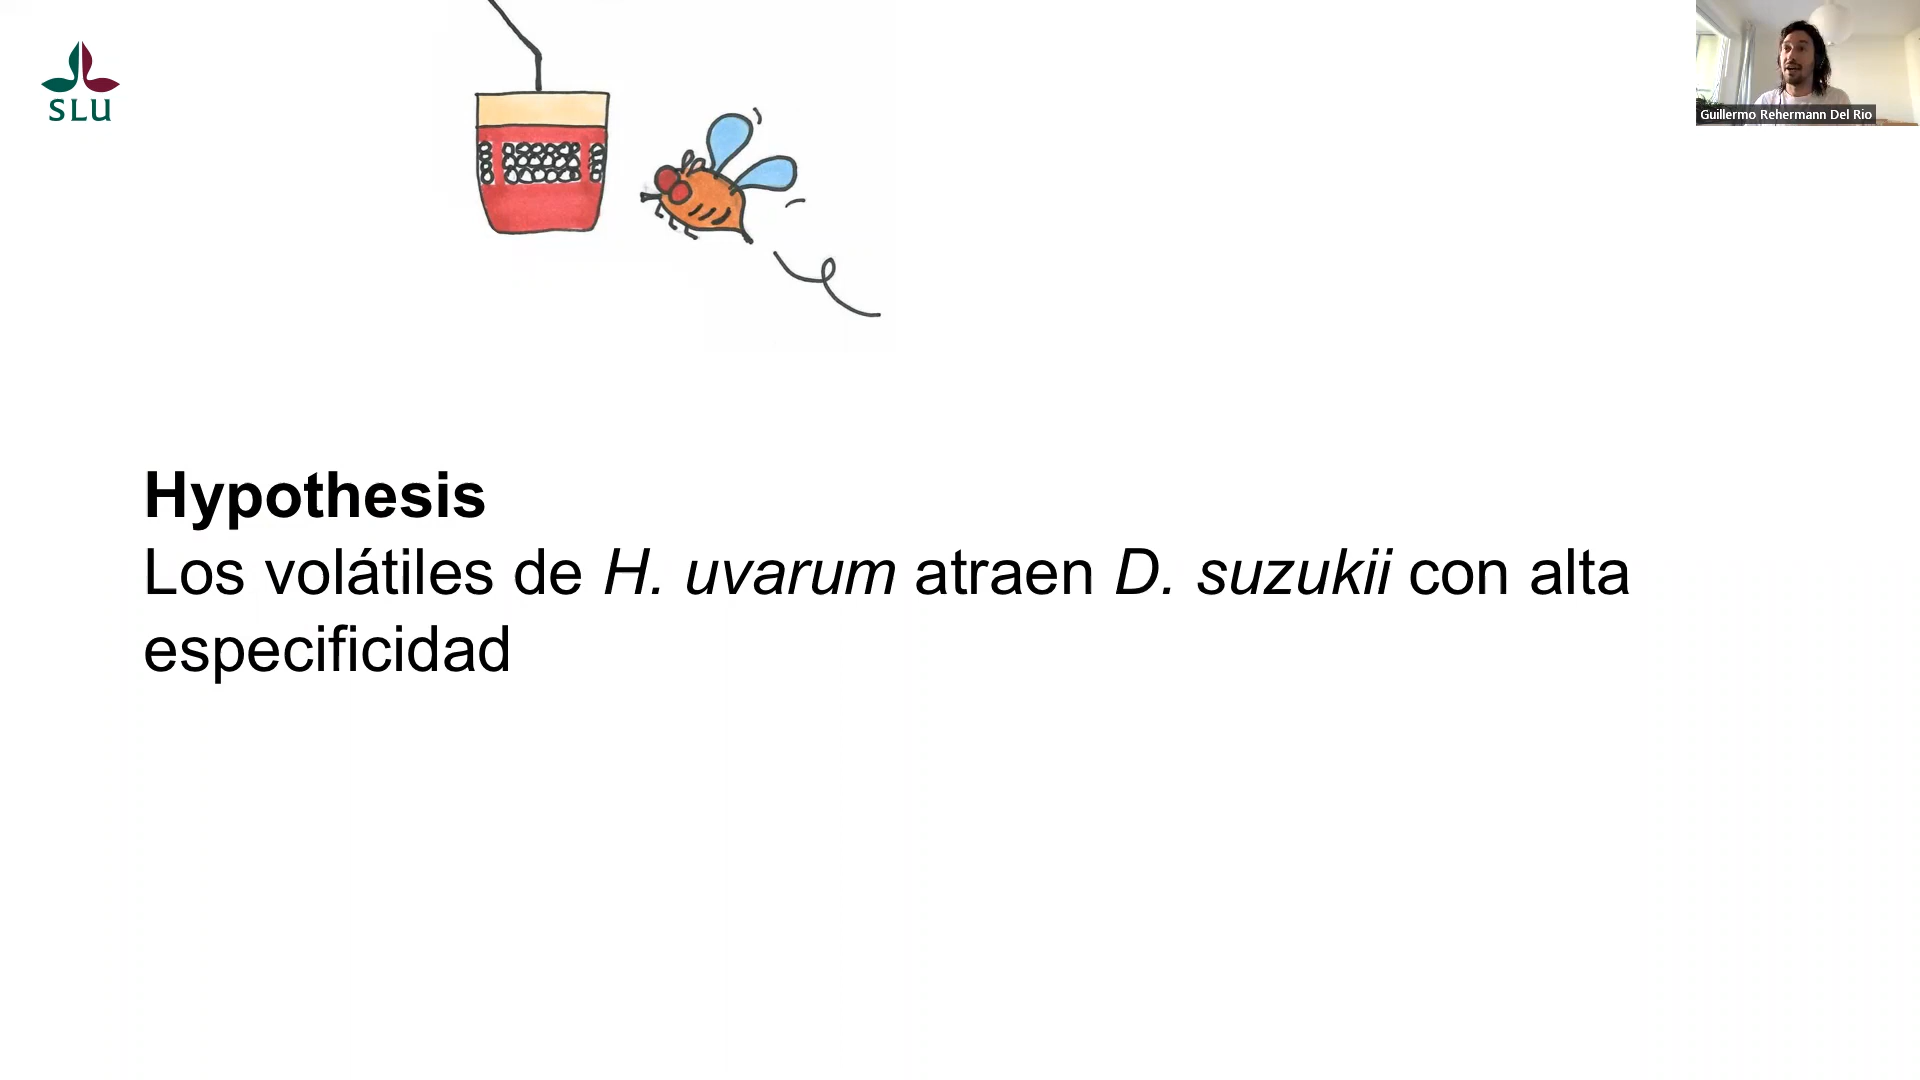 SLU
Guillermo Rehermann Del Rio
Hypothesis
Los volátiles de H. uvarum atraen D. suzukii con alta
especificidad